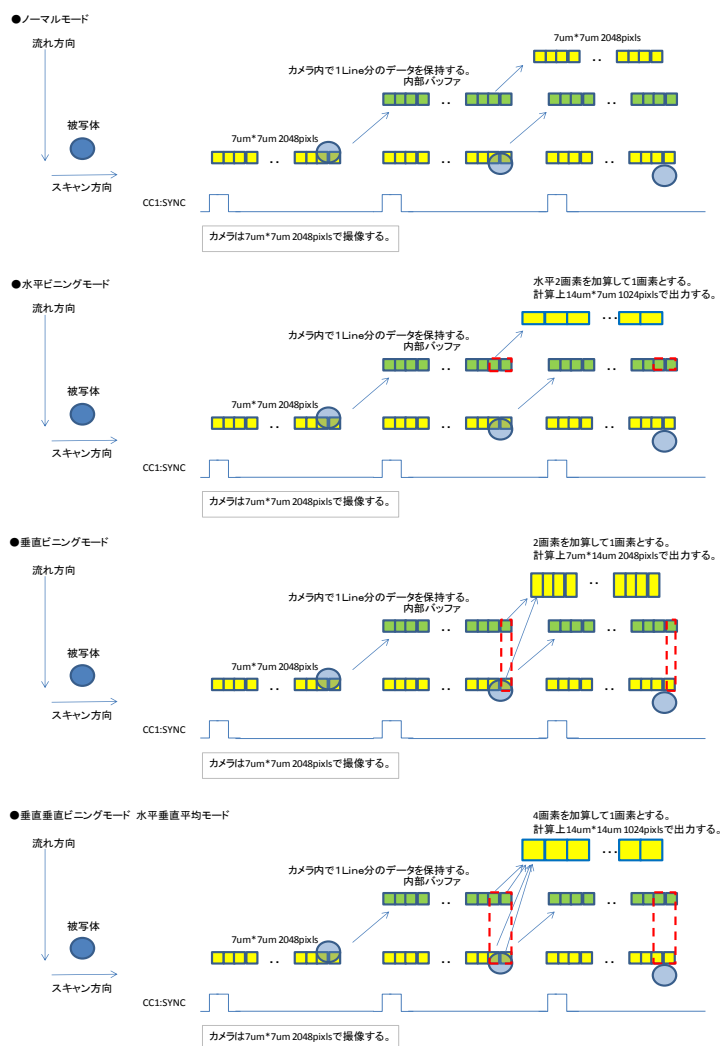 ●ノーマルモード
流れ方向
被写体
スキャン方向
7um*7um 2048pixls
カメラ内で1Line分のデータを保持する。
内部バッファ
7um*7um 2048pixls
‥
‥
‥
‥
‥
‥
CC1:SYNC
カメラは7um*7um 2048pixlsで撮像する。
●水平ビニングモード
流れ方向
被写体
スキャン方向
水平2画素を加算して1画素とする。
計算上14um*7um 1024pixlsで出力する。
カメラ内で1Line分のデータを保持する。
内部バッファ
7um*7um 2048pixls
…
‥
‥
‥
‥
‥
CC1:SYNC
カメラは7um*7um 2048pixlsで撮像する。
●垂直ビニングモード
流れ方向
被写体
スキャン方向
2画素を加算して1画素とする。
計算上7um*14um 2048pixlsで出力する。
カメラ内で1Line分のデータを保持する。
内部バッファ
7um*7um 2048pixls
‥
‥
‥
‥
‥
‥
CC1:SYNC
カメラは7um*7um 2048pixlsで撮像する。
●垂直垂直ビニングモード 水平垂直平均モード
流れ方向
被写体
スキャン方向
4画素を加算して1画素とする。
計算上14um*14um 1024pixlsで出力する。
カメラ内で1Line分のデータを保持する。
内部バッファ
7um*7um 2048pixls
…
‥
‥
‥
‥
‥
CC1:SYNC
カメラは7um*7um 2048pixlsで撮像する。